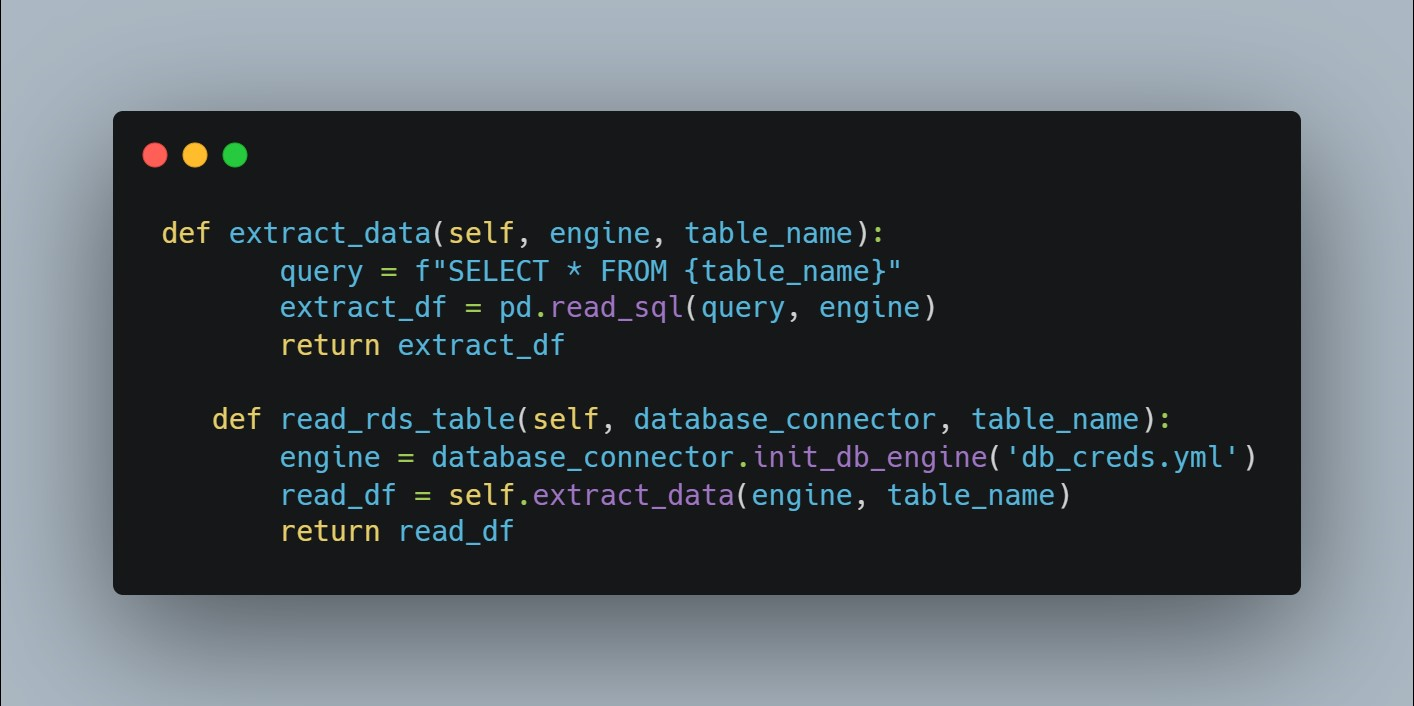 def extract_data(self, engine, table_name):
        query = f"SELECT * FROM {table_name}"
        extract_df = pd.read_sql(query, engine)
        return extract_df

    def read_rds_table(self, database_connector, table_name):
        engine = database_connector.init_db_engine('db_creds.yml')
        read_df = self.extract_data(engine, table_name)
        return read_df